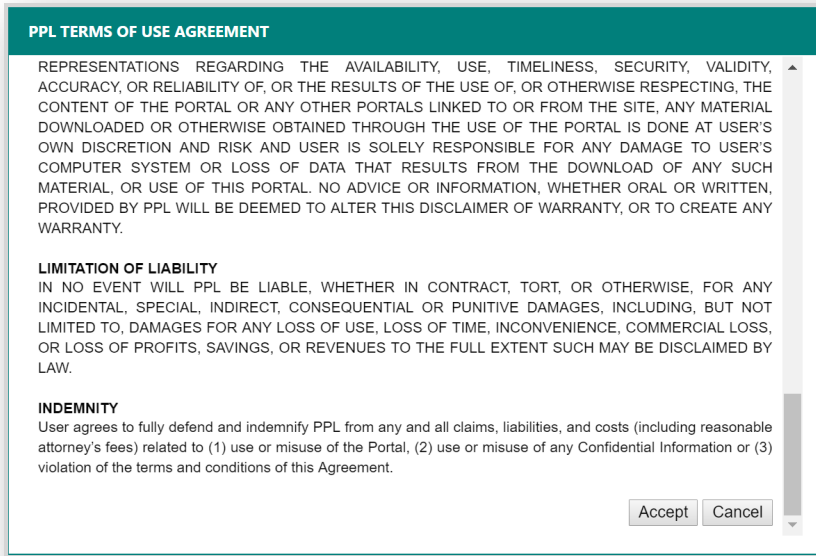 PPL TERMS OF USE AGREEMENT
REPRESENTATIONS REGARDING THE AVAILABILITY, USE, TIMELINESS, SECURITY, VALIDITY,
ACCURACY, OR RELIABILITY OF, OR THE RESULTS OF THE USE OF, OR OTHERWISE RESPECTING, THE
CONTENT OF THE PORTAL OR ANY OTHER PORTALS LINKED TO OR FROM THE SITE, ANY MATERIAL
DOWNLOADED OR OTHERWISE OBTAINED THROUGH THE USE OF THE PORTAL IS DONE AT USER'S
OWN DISCRETION AND RISK AND USER IS SOLELY RESPONSIBLE FOR ANY DAMAGE TO USER'S
COMPUTER SYSTEM OR LOSS OF DATA THAT RESULTS FROM THE DOWNLOAD OF ANY SUCH
MATERIAL, OR USE OF THIS PORTAL. NO ADVICE OR INFORMATION, WHETHER ORAL OR WRITTEN,
PROVIDED BY PPL WILL BE DEEMED TO ALTER THIS DISCLAIMER OF WARRANTY, OR TO CREATE ANY
WARRANTY.
LIMITATION OF LIABILITY
IN NO EVENT WILL PPL BE LIABLE, WHETHER IN CONTRACT, TORT, OR OTHERWISE, FOR ANY
INCIDENTAL, SPECIAL, INDIRECT, CONSEQUENTIAL OR PUNITIVE DAMAGES, INCLUDING, BUT NOT
LIMITED TO, DAMAGES FOR ANY LOSS OF USE, LOSS OF TIME, INCONVENIENCE, COMMERCIAL LOSS,
OR LOSS OF PROFITS, SAVINGS, OR REVENUES TO THE FULL EXTENT SUCH MAY BE DISCLAIMED BY
LAW.
INDEMNITY
User agrees to fully defend and indemnify PPL from any and all claims, liabilities, and costs (including reasonable
attorney's fees) related to (1) use or misuse of the Portal, (2) use or misuse of any Confidential Information or (3)
violation of the terms and conditions of this Agreement.
Accept Cancel